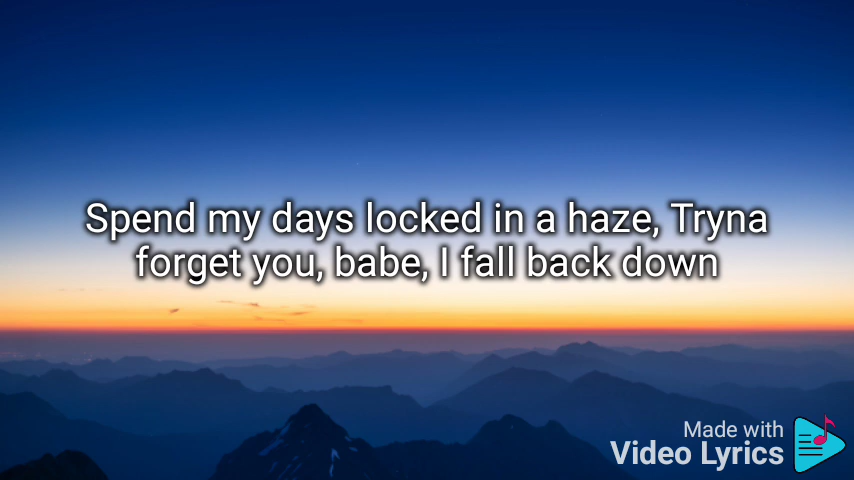 Spend my days locked in a haze, Tryna
forget you, babe, I fall back down
Made with
Video Lyrics